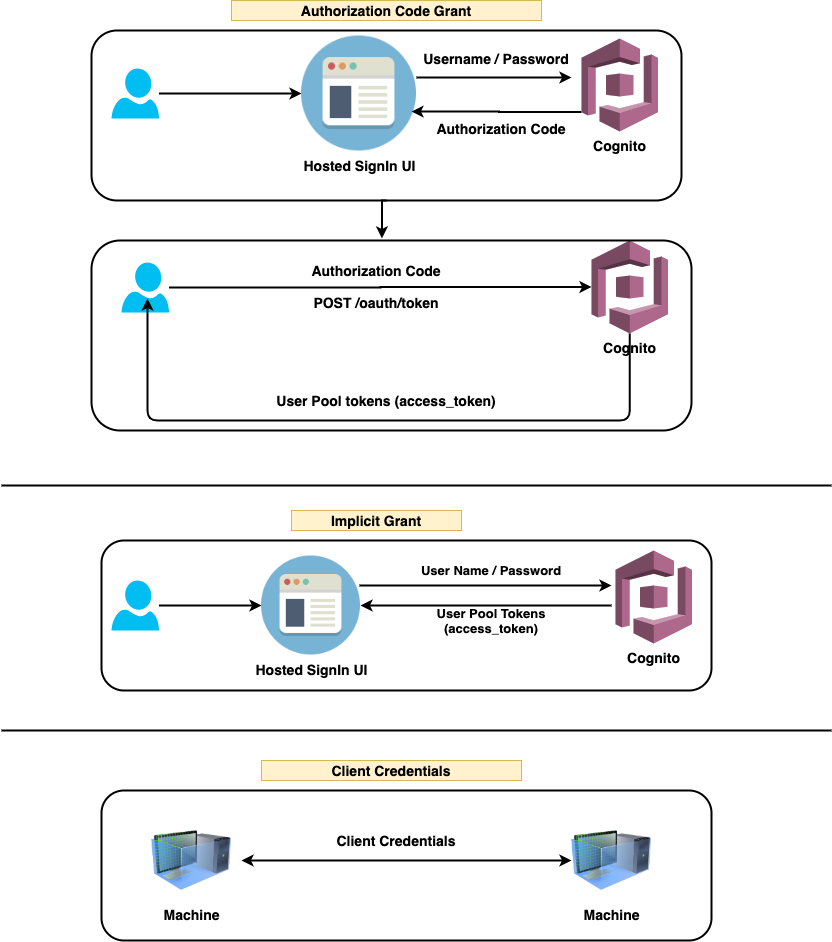 Authorization Code Grant
Username / Password
Authorization Code
Cognito
Hosted SignIn UI
Authorization Code
POST /oauth/token
Cognito
User Pool tokens (access_token)
Implicit Grant
User Name / Password
User Pool Tokens
(access_token)
Cognito
Hosted SignIn UI
Client Credentials
Client Credentials
Machine
Machine